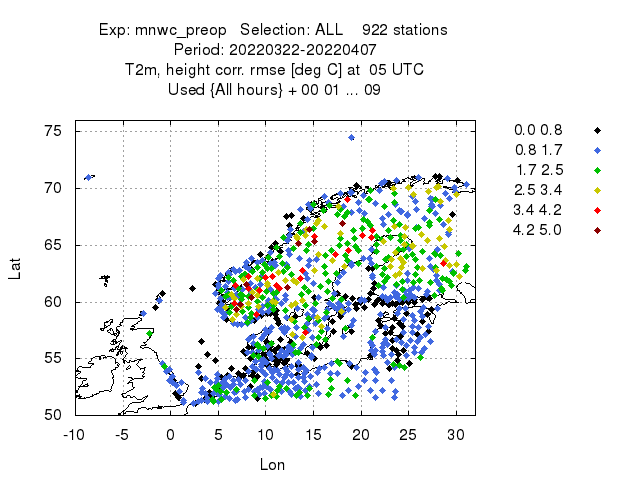 Exp: mnwc_preop Selection: ALL 922 stations
Period: 20220322-20220407
T2m, height corr. rmse [deg C] at 05 UTC
Used {All hours} + 00 01 ... 09
0.0 0.8
0.8 1.7
1.7 2.5
2.5 3.4
3.4 4.2
4.2 5.0
75
70
65
60
55
50
Lat
-10 -5 0 5 10 15 20 25 30
Lon